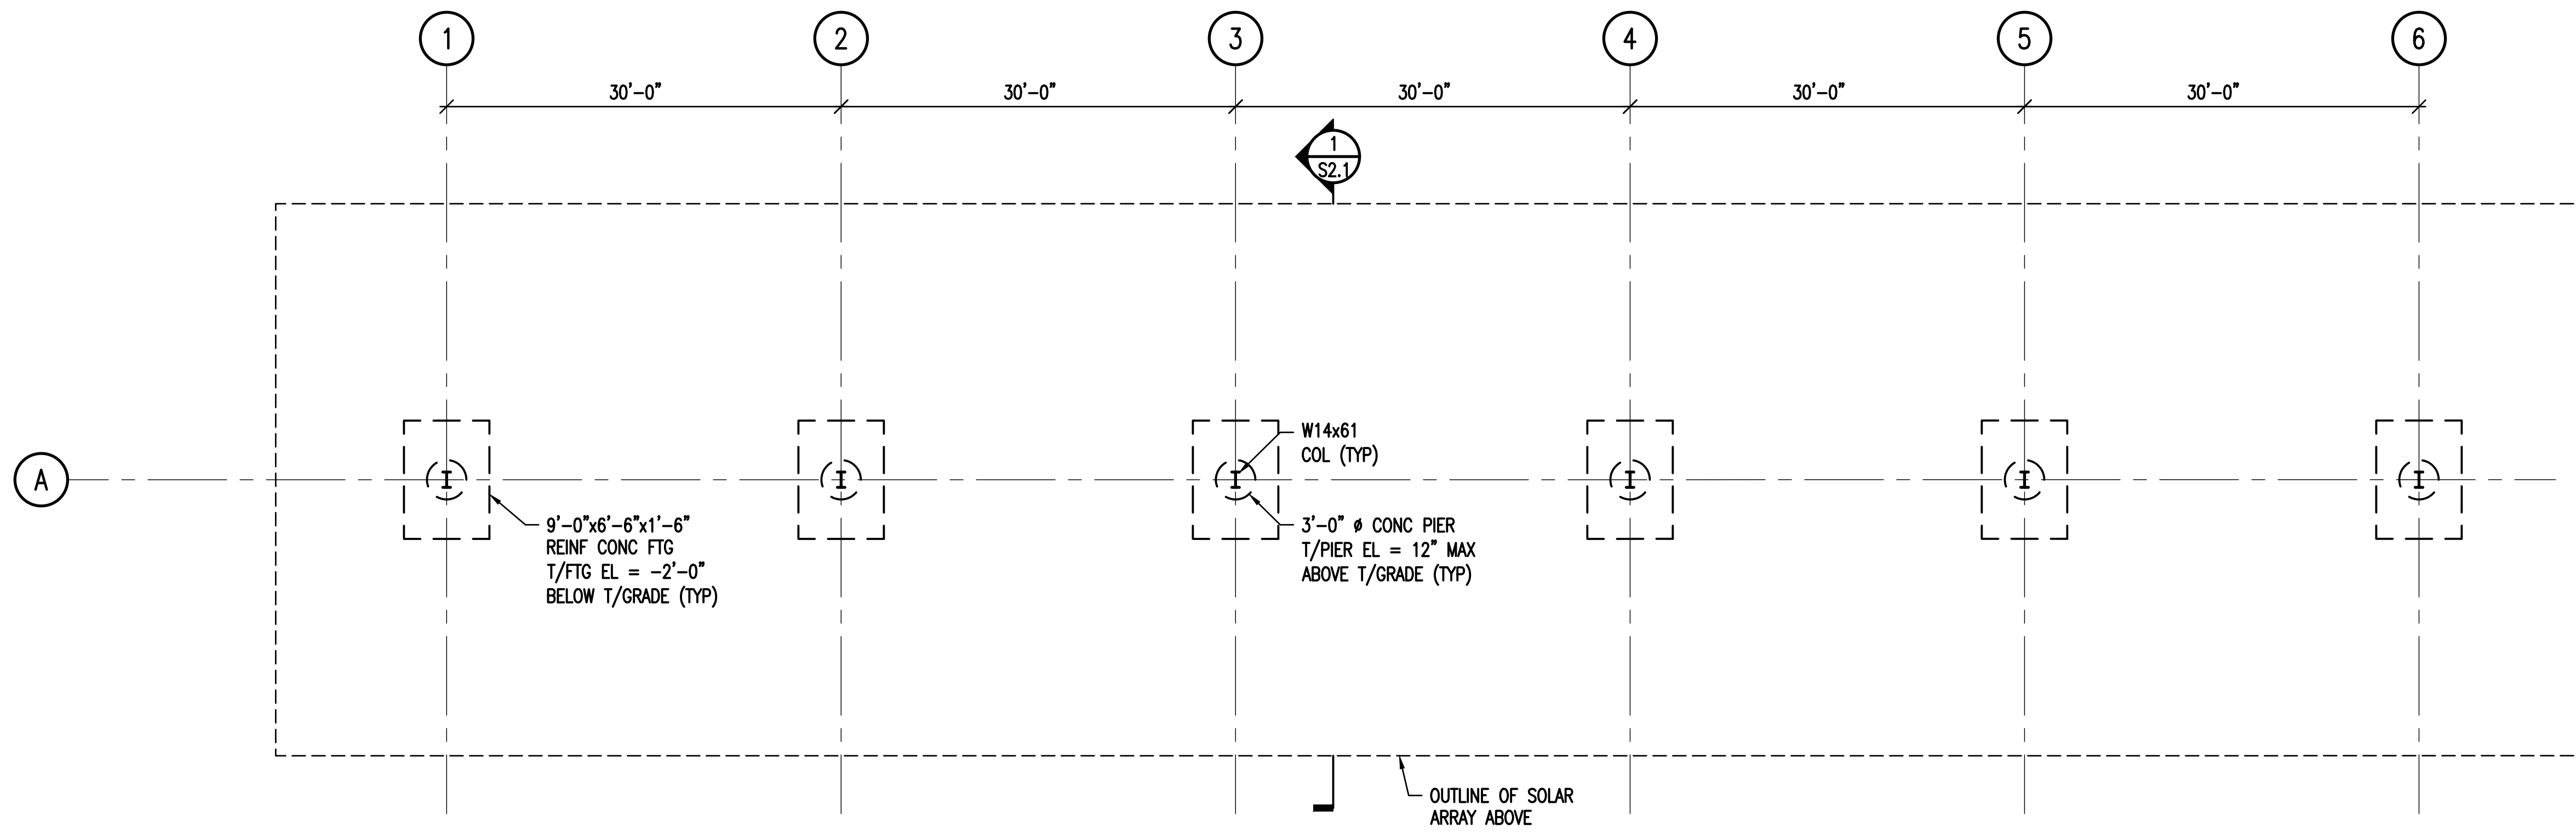 1 2 3 4 5 6
30'-0" 30'-0" 30'-0" 30'-0" 30'-0"
1
S2.1
W14x61
COL (TYP)
A
9'-0"x6'-6"x1'-6"
REINF CONC FTG
T/FTG EL = -2'-0"
BELOW T/GRADE (TYP)
3'-0" ø CONC PIER
T/PIER EL = 12" MAX
ABOVE T/GRADE (TYP)
I I I I I I
OUTLINE OF SOLAR
ARRAY ABOVE